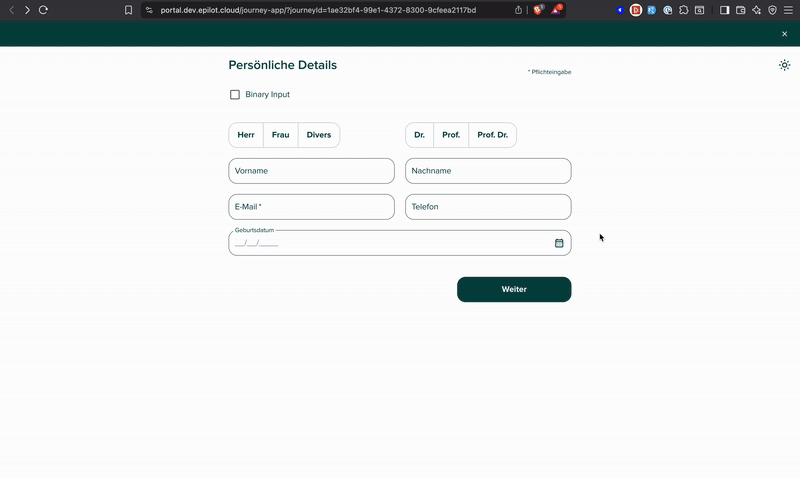 portal.dev.epilot.cloud/journey-app/?journeyId=1ae32bf4-99e1-4372-8300-9cfeea2117bd
Persönliche Details
* Pflichteingabe
Binary Input
Herr Frau Divers Dr. Prof. Prof. Dr.
Vorname Nachname
E-Mail * Telefon
Geburtsdatum
__/__/____
Weiter